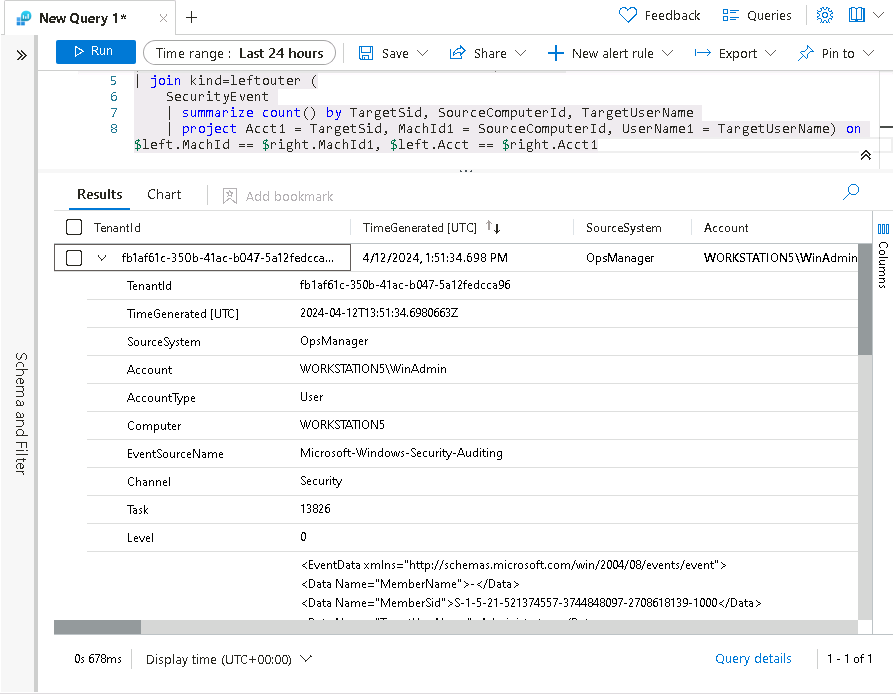 New Query 1*
Feedback
Queries
Run
Time range : Last 24 hours
Save
Share
New alert rule
Export
Pin to
5 | join kind=leftouter (
6 SecurityEvent
7 | summarize count() by TargetSid, SourceComputerId, TargetUserName
8 | project Acct1 = TargetSid, MachId1 = SourceComputerId, UserName1 = TargetUserName) on
$left.MachId == $right.MachId1, $left.Acct == $right.Acct1
Results
Chart
Add bookmark
TenantId
TimeGenerated [UTC]
SourceSystem
Account
fb1af61c-350b-41ac-b047-5a12fedcca...
4/12/2024, 1:51:34.698 PM
OpsManager
WORKSTATION5\WinAdmin
TenantId fb1af61c-350b-41ac-b047-5a12fedcca96
TimeGenerated [UTC] 2024-04-12T13:51:34.6980663Z
SourceSystem OpsManager
Account WORKSTATION5\WinAdmin
AccountType User
Computer WORKSTATION5
EventSourceName Microsoft-Windows-Security-Auditing
Channel Security
Task 13826
Level 0
<EventData xmlns="http://schemas.microsoft.com/win/2004/08/events/event">
<Data Name="MemberName">-</Data>
<Data Name="MemberSid">S-1-5-21-521374557-3744848097-2708618139-1000</Data>
Columns
Schema and Filter
0s 678ms
Display time (UTC+00:00)
Query details
1 - 1 of 1